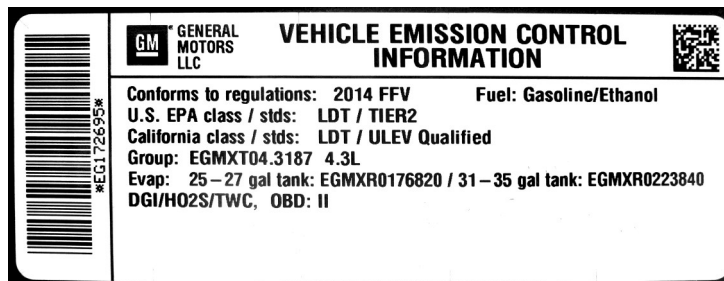 *EG172695*
GM
GENERAL
MOTORS
LLC
VEHICLE EMISSION CONTROL
INFORMATION
Conforms to regulations: 2014 FFV Fuel: Gasoline/Ethanol
U.S. EPA class / stds: LDT / TIER2
California class / stds: LDT / ULEV Qualified
Group: EGMXT04.3187 4.3L
Evap: 25–27 gal tank: EGMXR0176820 / 31–35 gal tank: EGMXR0223840
DGI/HO2S/TWC, OBD: II